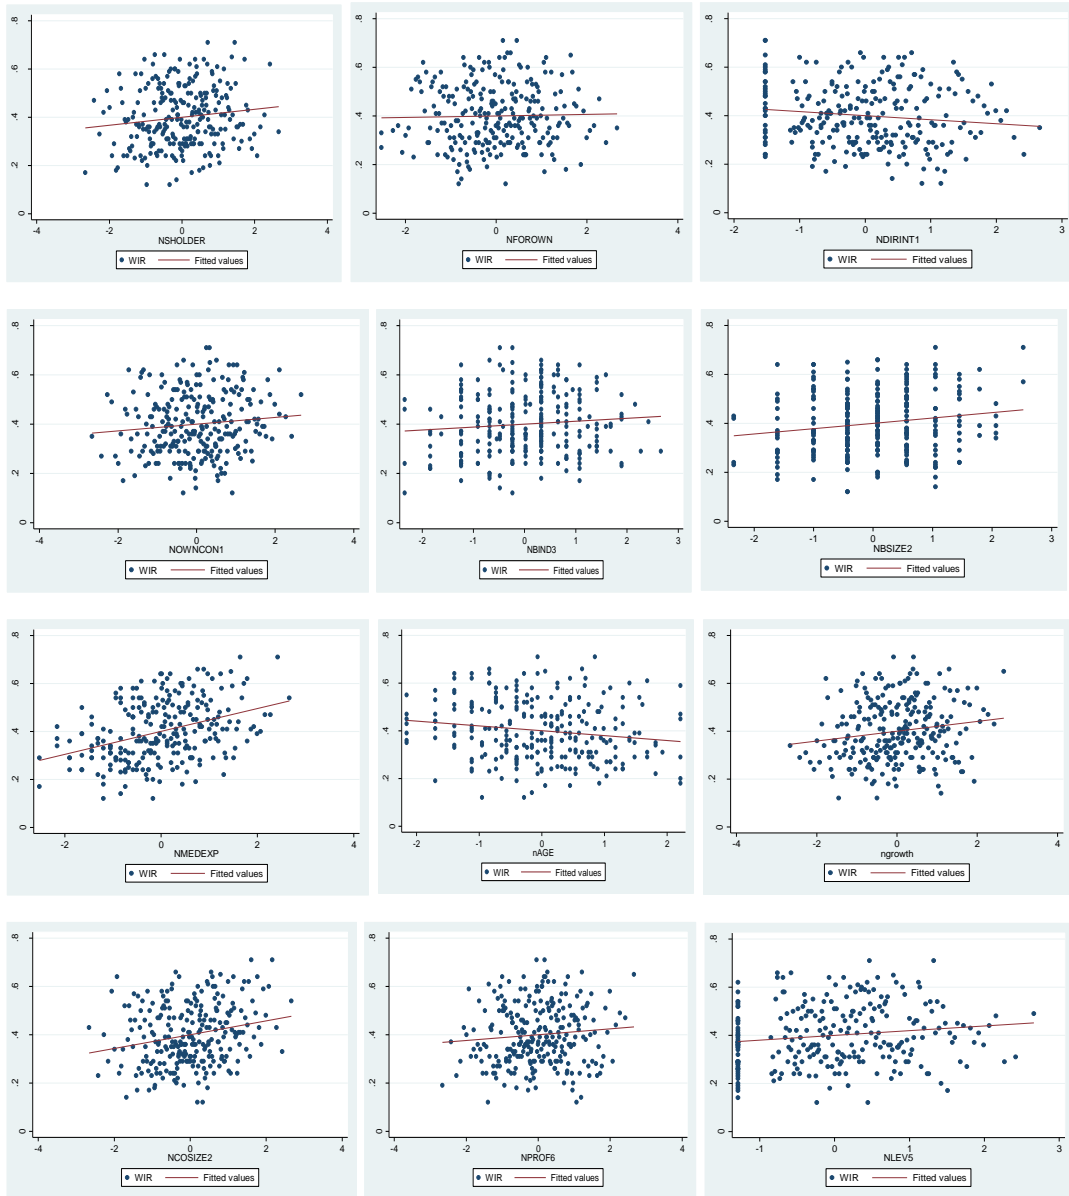 .8
.6
.4
.2
0
-4 -2 0 2 4
NSHOLDER
WIR Fitted values
.8
.6
.4
.2
0
-2 0 2 4
NFOROWN
WIR Fitted values
.8
.6
.4
.2
0
-2 -1 0 1 2 3
NDIRINT1
WIR Fitted values
.8
.6
.4
.2
0
-4 -2 0 2 4
NOWNCON1
WIR Fitted values
.8
.6
.4
.2
0
-2 -1 0 1 2 3
NBIND3
WIR Fitted values
.8
.6
.4
.2
0
-2 -1 0 1 2 3
NBSIZE2
WIR Fitted values
.8
.6
.4
.2
0
-2 0 2 4
NMEDEXP
WIR Fitted values
.8
.6
.4
.2
0
-2 -1 0 1 2
nAGE
WIR Fitted values
.8
.6
.4
.2
0
-4 -2 0 2 4
ngrowth
WIR Fitted values
.8
.6
.4
.2
0
-4 -2 0 2 4
NCOSIZE2
WIR Fitted values
.8
.6
.4
.2
0
-4 -2 0 2 4
NPROF6
WIR Fitted values
.8
.6
.4
.2
0
-1 0 1 2 3
NLEV5
WIR Fitted values